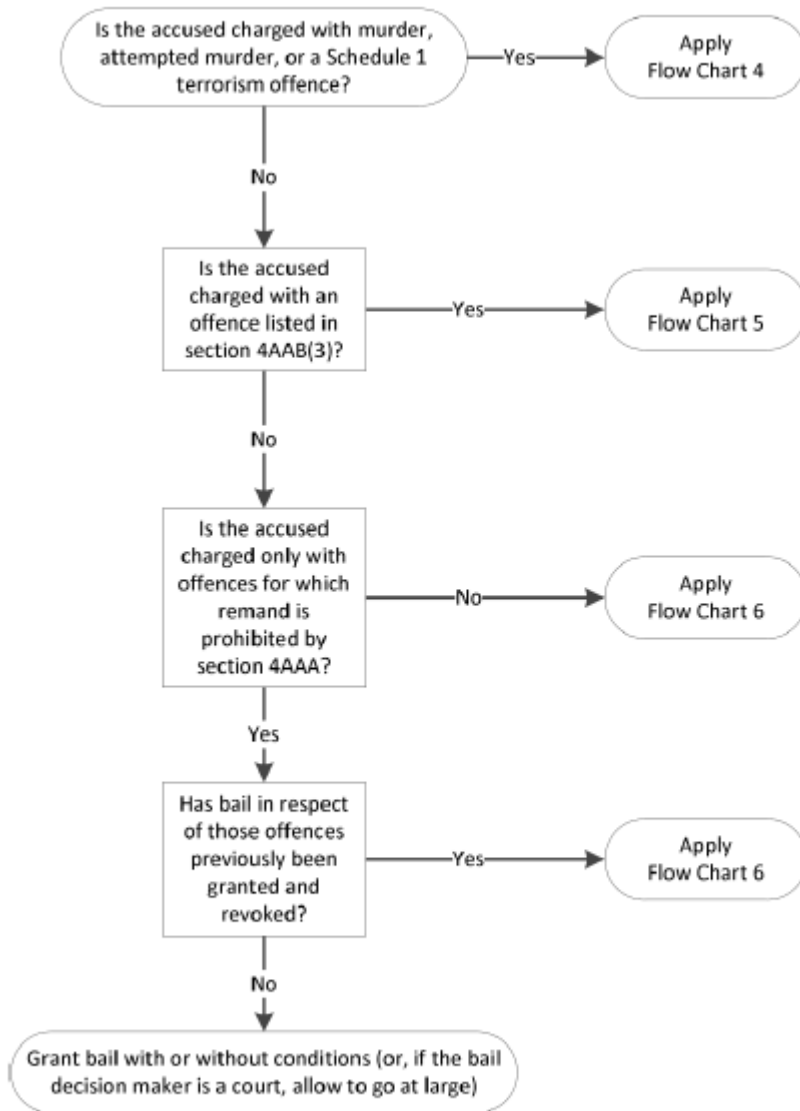 Is the accused charged with murder,
attempted murder, or a Schedule 1
terrorism offence?
Yes
Apply
Flow Chart 4
No
Is the accused
charged with an
offence listed in
section 4AAB(3)?
Yes
Apply
Flow Chart 5
No
Is the accused
charged only with
offences for which
remand is
prohibited by
section 4AAA?
No
Apply
Flow Chart 6
Yes
Has bail in respect
of those offences
previously been
granted and
revoked?
Yes
Apply
Flow Chart 6
No
Grant bail with or without conditions (or, if the bail
decision maker is a court, allow to go at large)